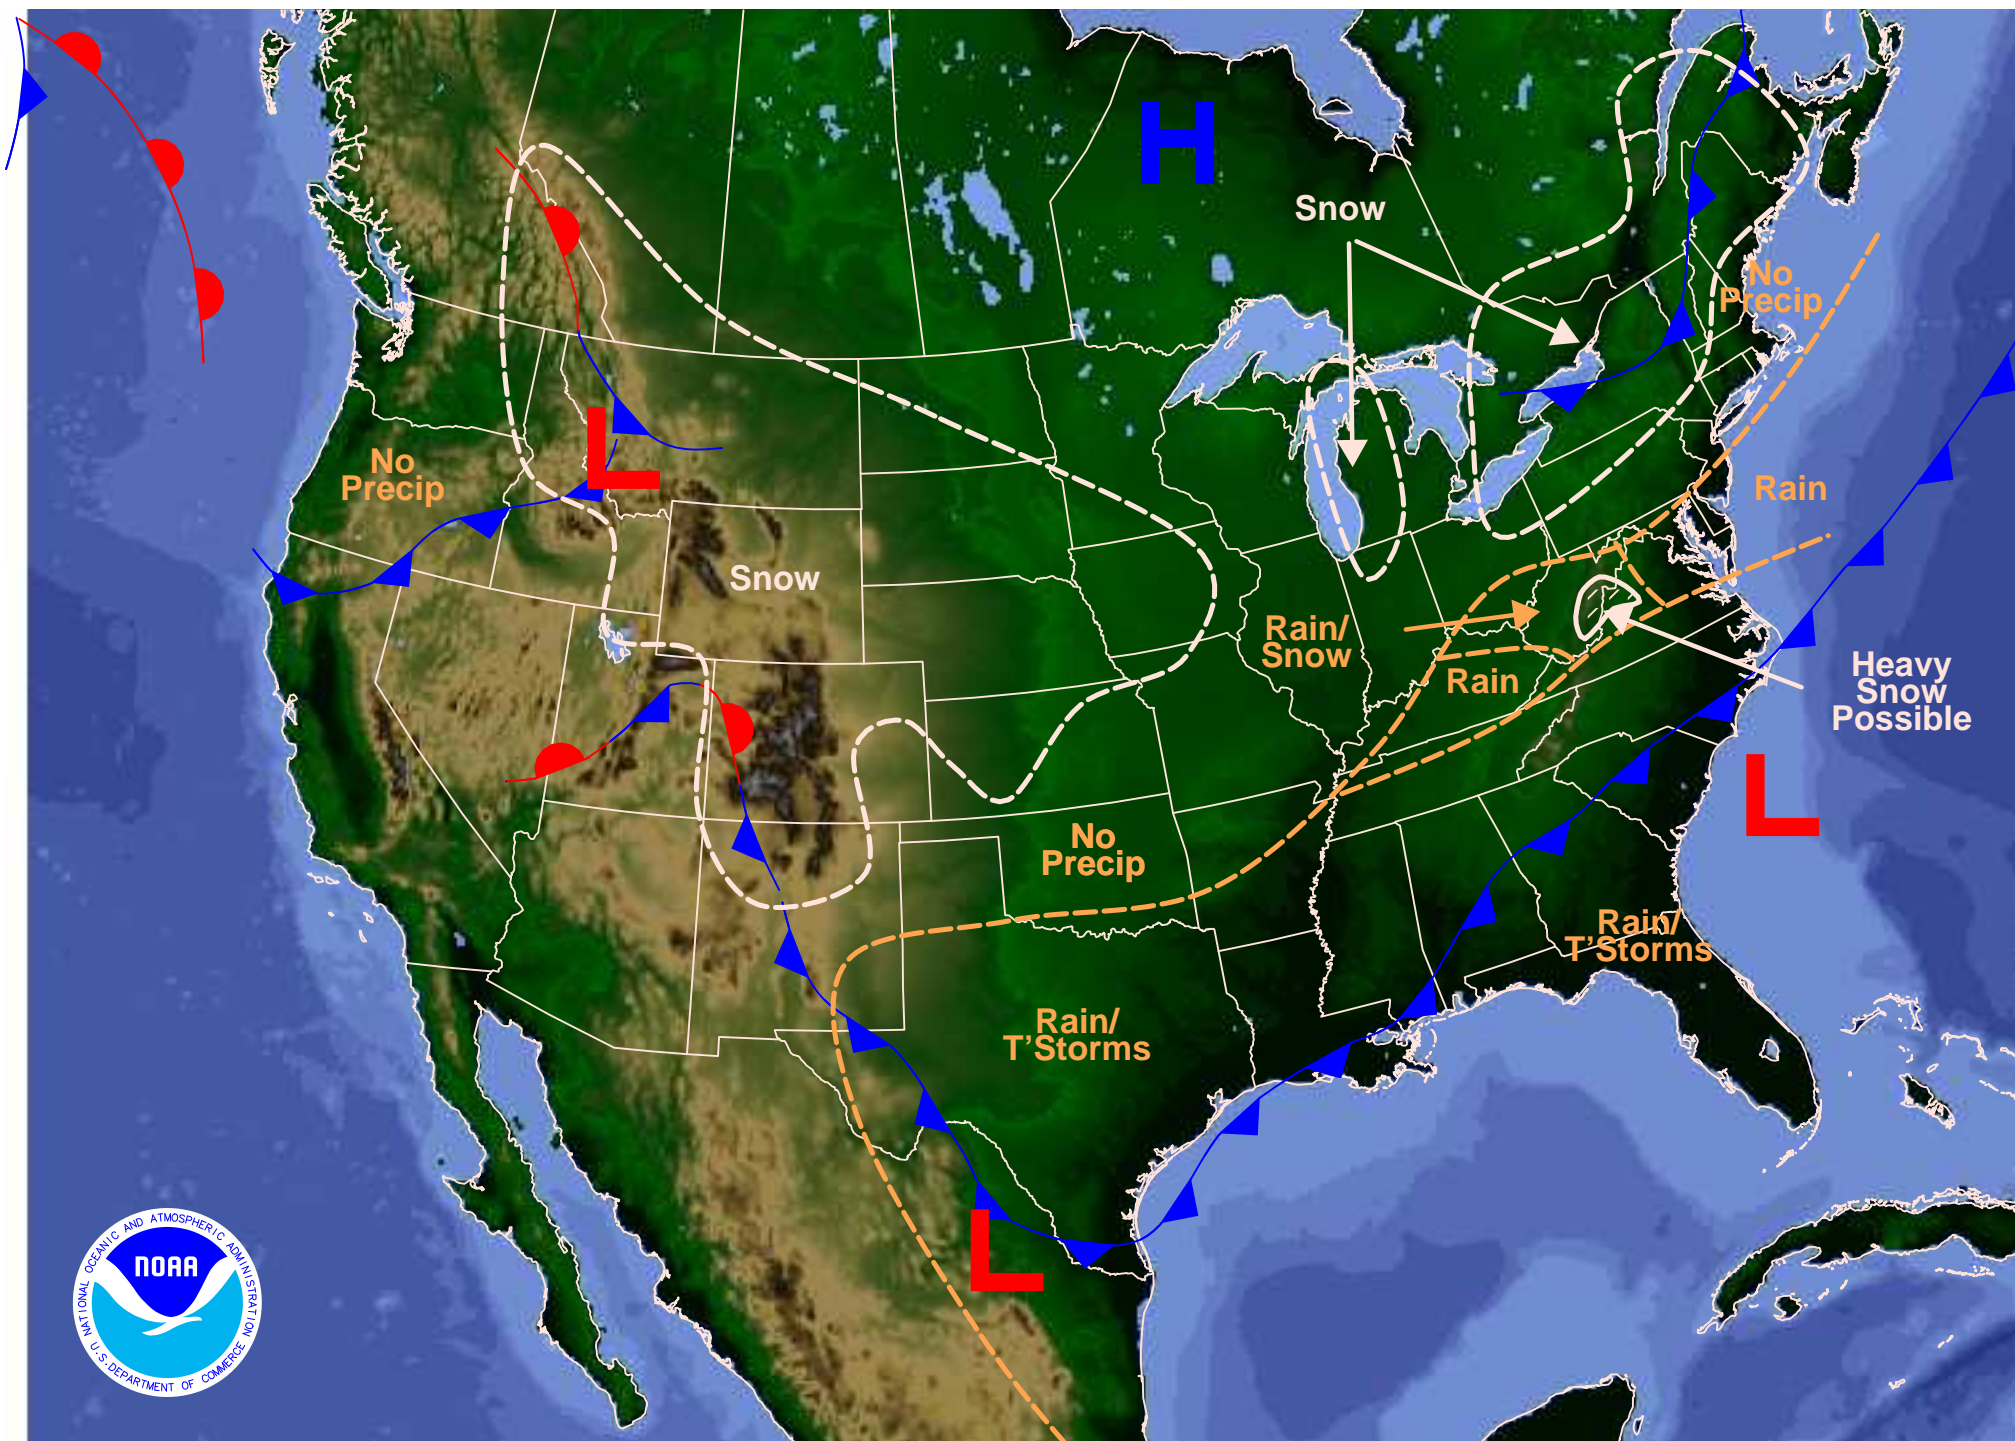 H
Snow
No
Precip
L
No
Precip
Rain
Snow
Rain/
Snow
Rain
Heavy
Snow
Possible
L
No
Precip
Rain/
T'Storms
Rain/
T'Storms
L
NATIONAL OCEANIC AND ATMOSPHERIC ADMINISTRATION
NOAA
U.S. DEPARTMENT OF COMMERCE